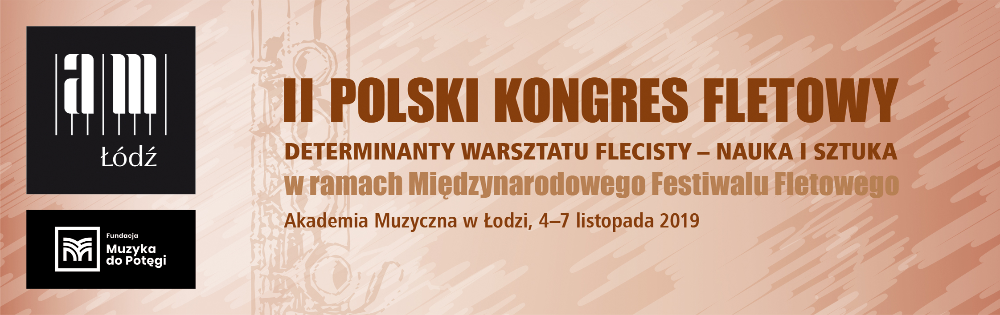 am
Łódź
Fundacja
Muzyka
do Potęgi
II POLSKI KONGRES FLETOWY
DETERMINANTY WARSZTATU FLECISTY – NAUKA I SZTUKA
w ramach Międzynarodowego Festiwalu Fletowego
Akademia Muzyczna w Łodzi, 4–7 listopada 2019